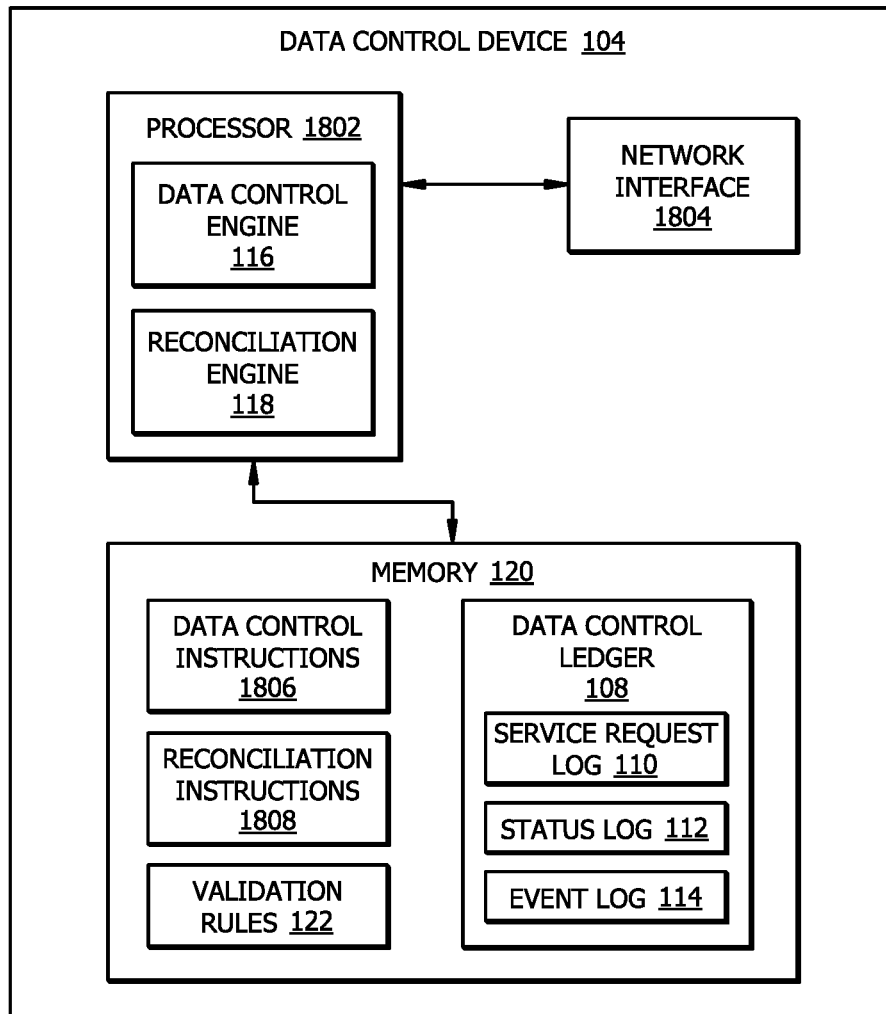 DATA CONTROL DEVICE 104
PROCESSOR 1802
DATA CONTROL
ENGINE
116
RECONCILIATION
ENGINE
118
NETWORK
INTERFACE
1804
MEMORY 120
DATA CONTROL
INSTRUCTIONS
1806
RECONCILIATION
INSTRUCTIONS
1808
VALIDATION
RULES 122
DATA CONTROL
LEDGER
108
SERVICE REQUEST
LOG 110
STATUS LOG 112
EVENT LOG 114